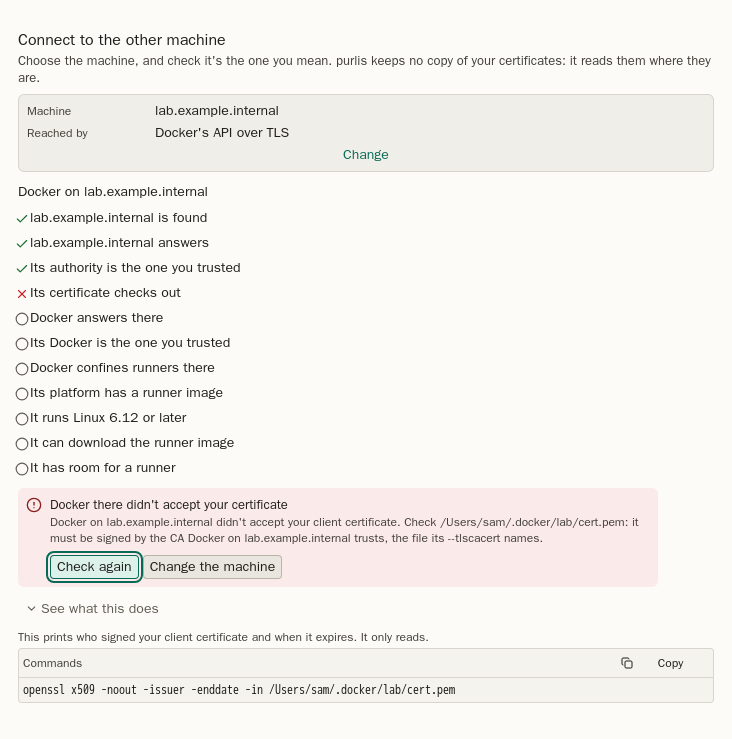 Connect to the other machine
Choose the machine, and check it's the one you mean. purlis keeps no copy of your certificates: it reads them where they
are.
Machine lab.example.internal
Reached by Docker's API over TLS
Change
Docker on lab.example.internal
lab.example.internal is found
lab.example.internal answers
Its authority is the one you trusted
Its certificate checks out
Docker answers there
Its Docker is the one you trusted
Docker confines runners there
Its platform has a runner image
It runs Linux 6.12 or later
It can download the runner image
It has room for a runner
Docker there didn't accept your certificate
Docker on lab.example.internal didn't accept your client certificate. Check /Users/sam/.docker/lab/cert.pem: it
must be signed by the CA Docker on lab.example.internal trusts, the file its --tlscacert names.
Check again Change the machine
See what this does
This prints who signed your client certificate and when it expires. It only reads.
Commands Copy
openssl x509 -noout -issuer -enddate -in /Users/sam/.docker/lab/cert.pem